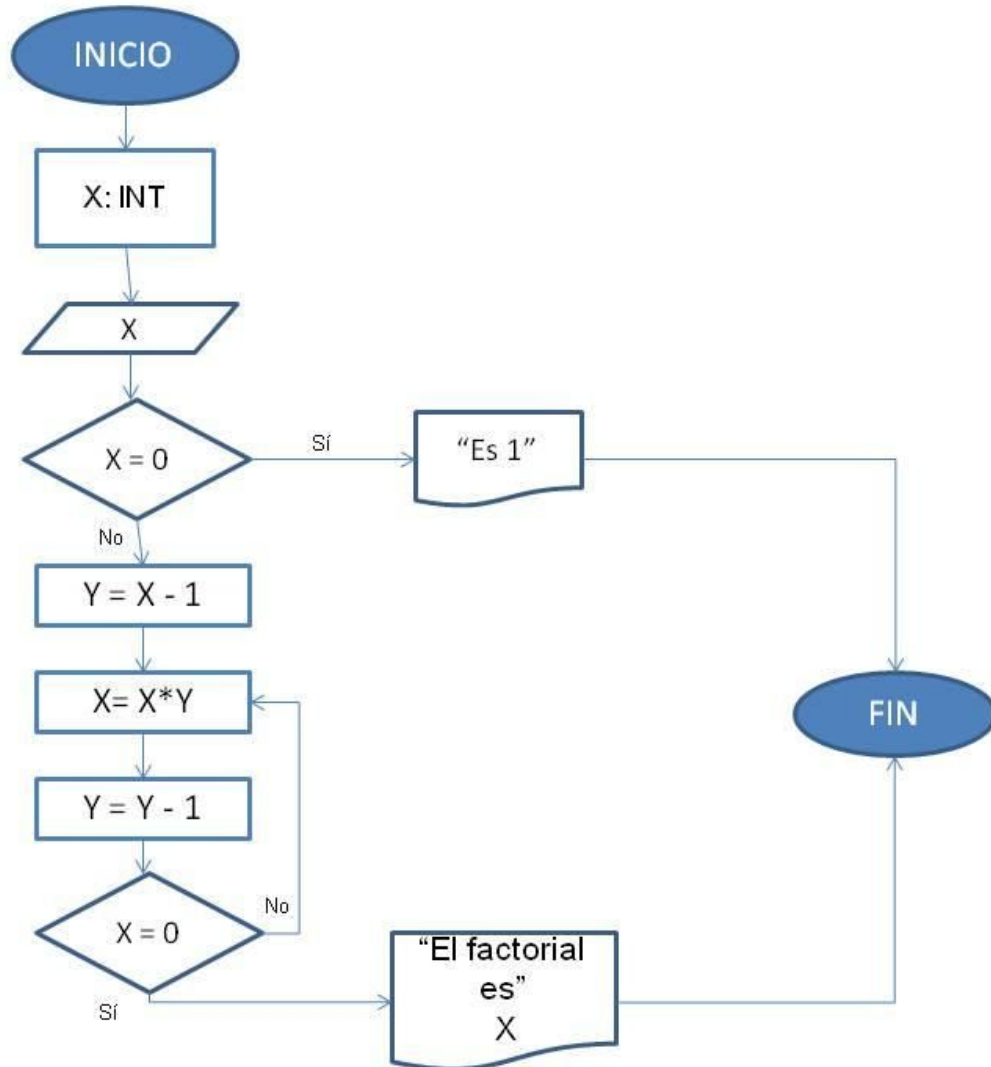 INICIO
X: INT
X
X = 0
Sí
“Es 1”
No
Y = X - 1
X= X*Y
FIN
Y = Y - 1
X = 0
No
Sí
“El factorial
es”
X